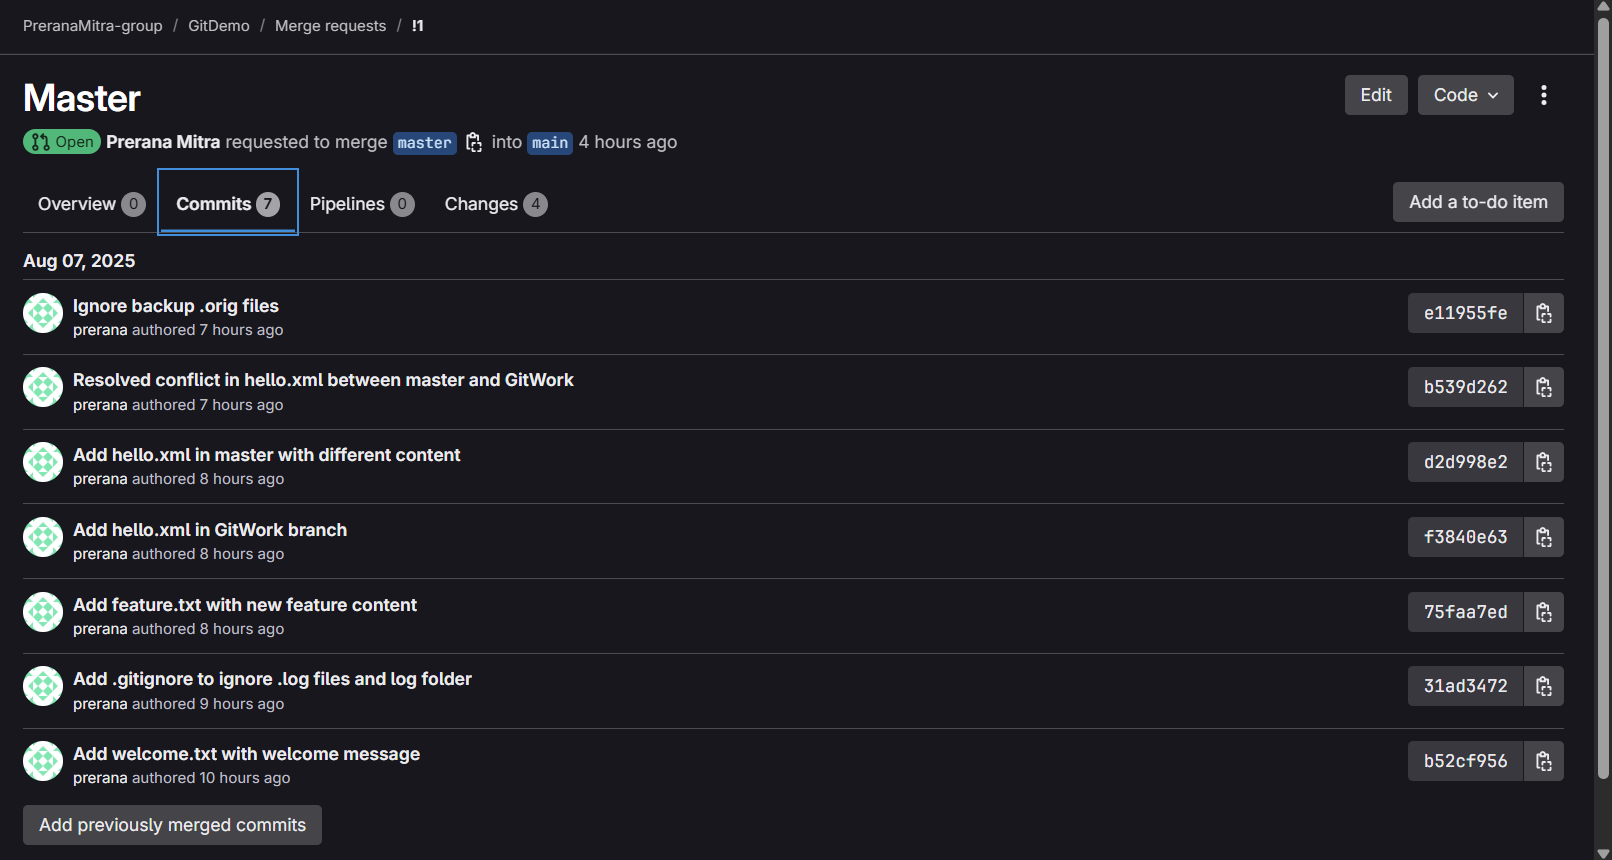 PreranaMitra-group / GitDemo / Merge requests / !1
Master
Edit Code
Open Prerana Mitra requested to merge master into main 4 hours ago
Overview 0 Commits 7 Pipelines 0 Changes 4
Add a to-do item
Aug 07, 2025
Ignore backup .orig files
prerana authored 7 hours ago
e11955fe
Resolved conflict in hello.xml between master and GitWork
prerana authored 7 hours ago
b539d262
Add hello.xml in master with different content
prerana authored 8 hours ago
d2d998e2
Add hello.xml in GitWork branch
prerana authored 8 hours ago
f3840e63
Add feature.txt with new feature content
prerana authored 8 hours ago
75faa7ed
Add .gitignore to ignore .log files and log folder
prerana authored 9 hours ago
31ad3472
Add welcome.txt with welcome message
prerana authored 10 hours ago
b52cf956
Add previously merged commits